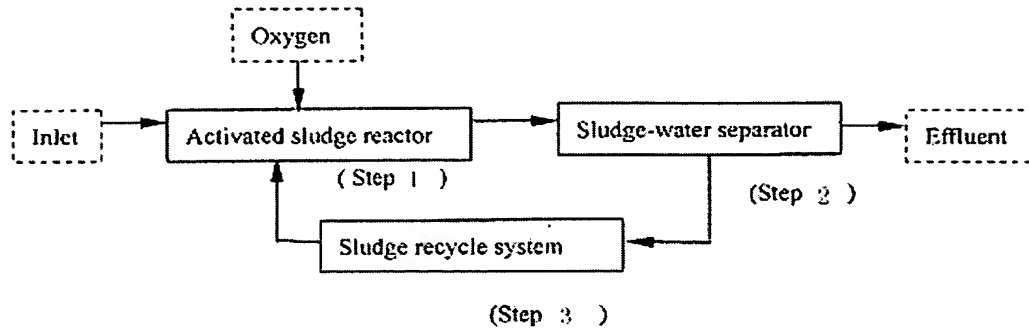 Oxygen
Inlet
Activated sludge reactor
Sludge-water separator
Effluent
( Step 1 )
(Step 2 )
Sludge recycle system
(Step 3 )